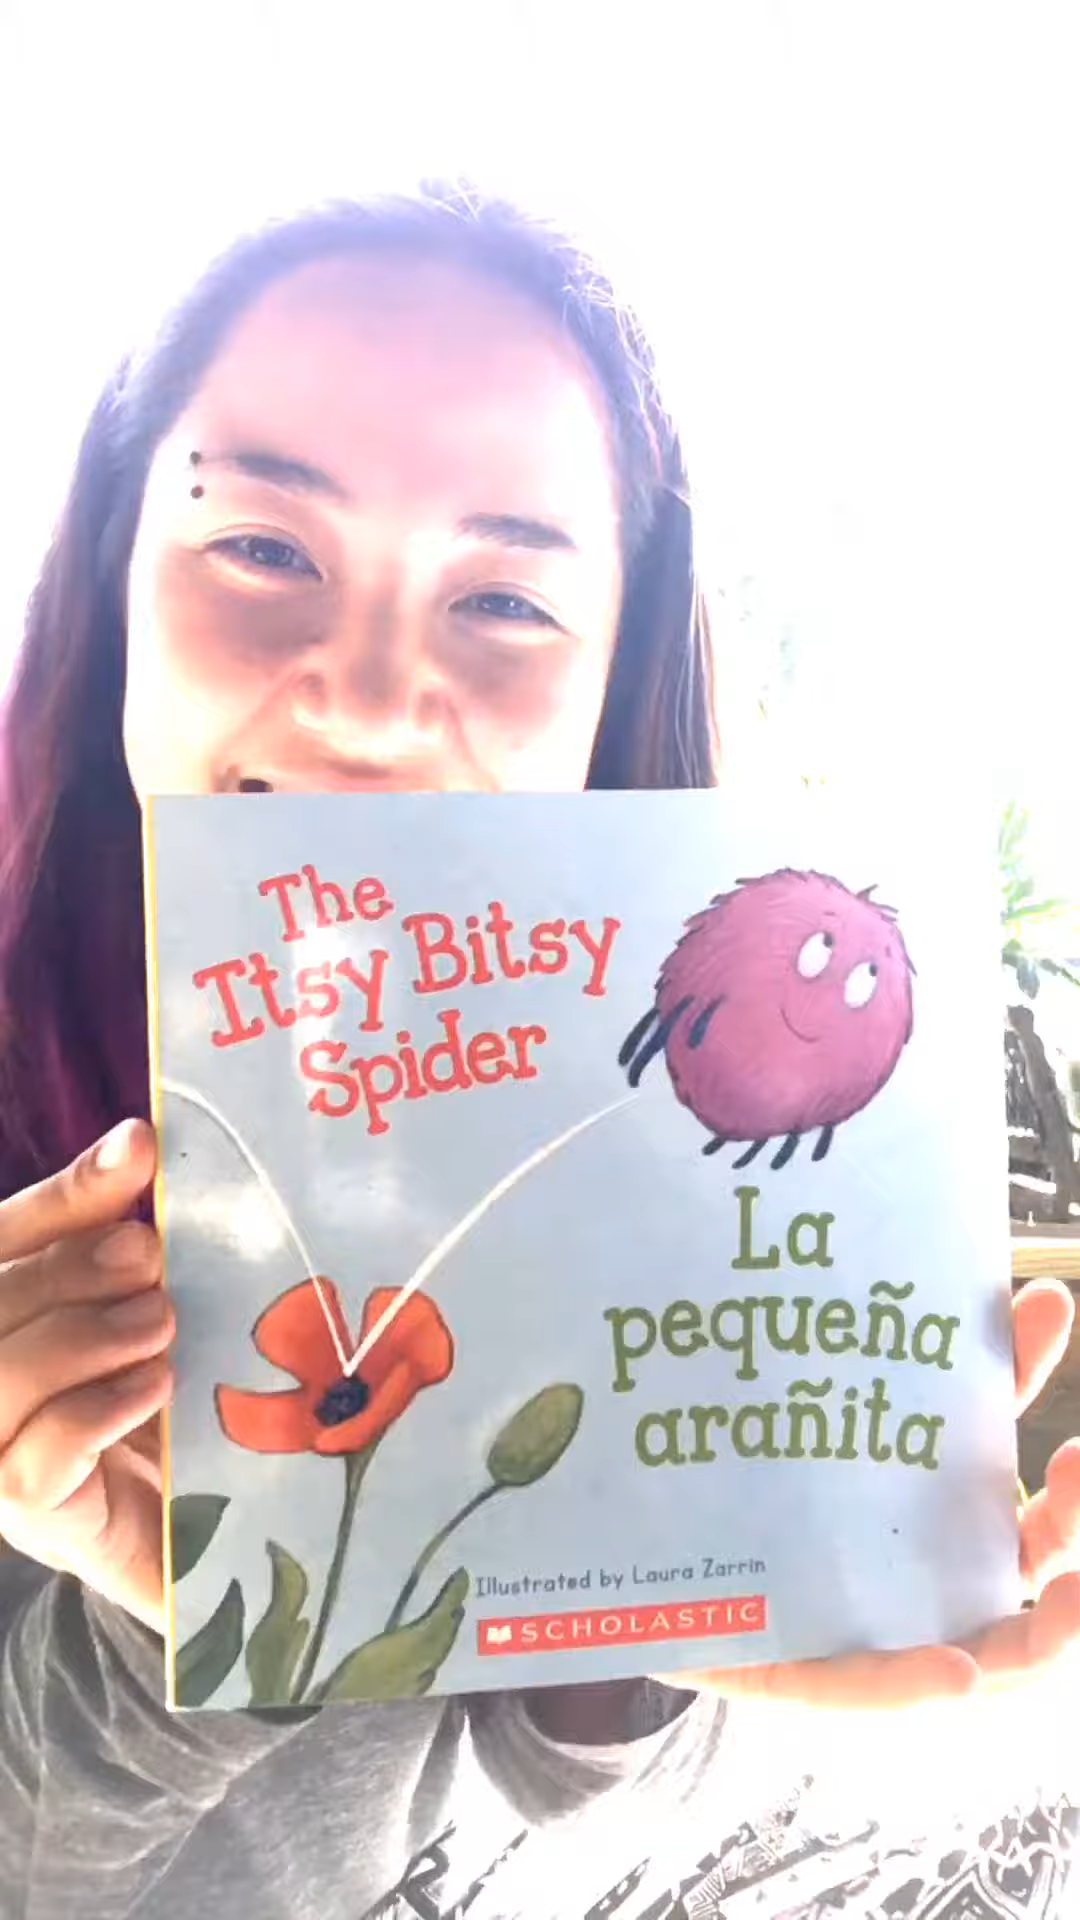 The
Itsy Bitsy
Spider
La
pequeña
arañita
Illustrated by Laura Zarrin
SCHOLASTIC